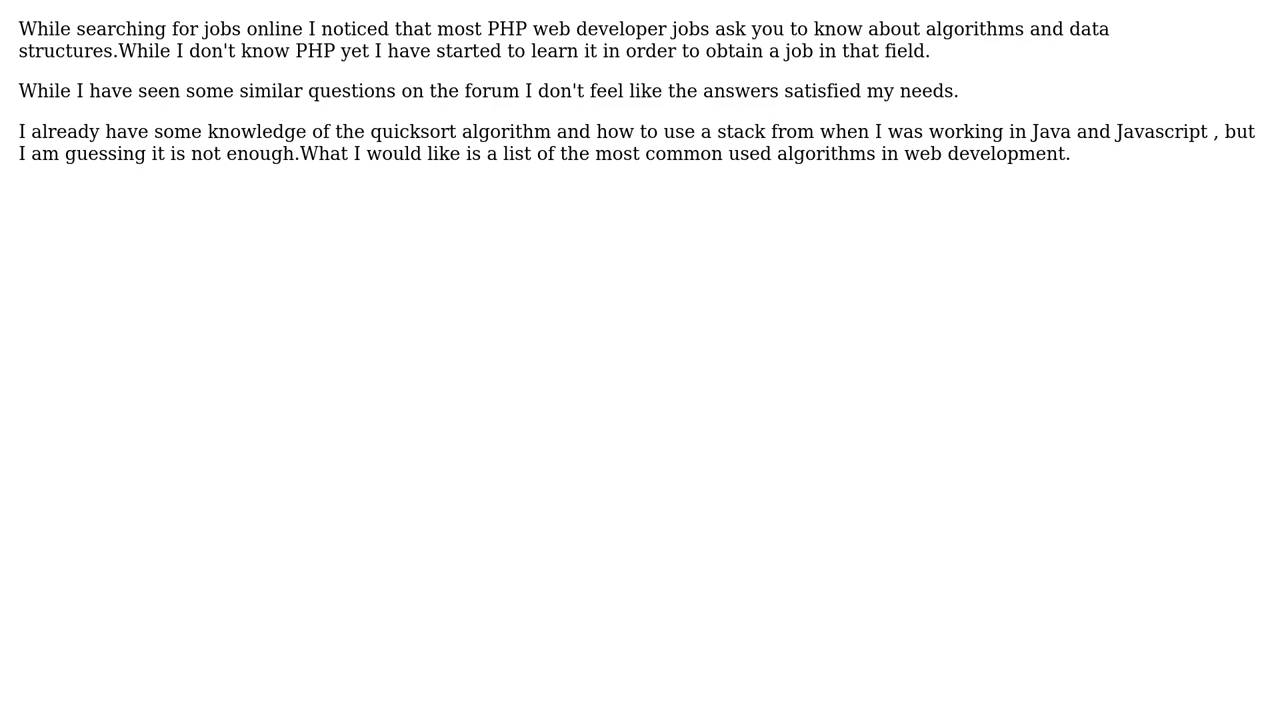 While searching for jobs online I noticed that most PHP web developer jobs ask you to know about algorithms and data
structures.While I don't know PHP yet I have started to learn it in order to obtain a job in that field.
While I have seen some similar questions on the forum I don't feel like the answers satisfied my needs.
I already have some knowledge of the quicksort algorithm and how to use a stack from when I was working in Java and Javascript , but
I am guessing it is not enough.What I would like is a list of the most common used algorithms in web development.